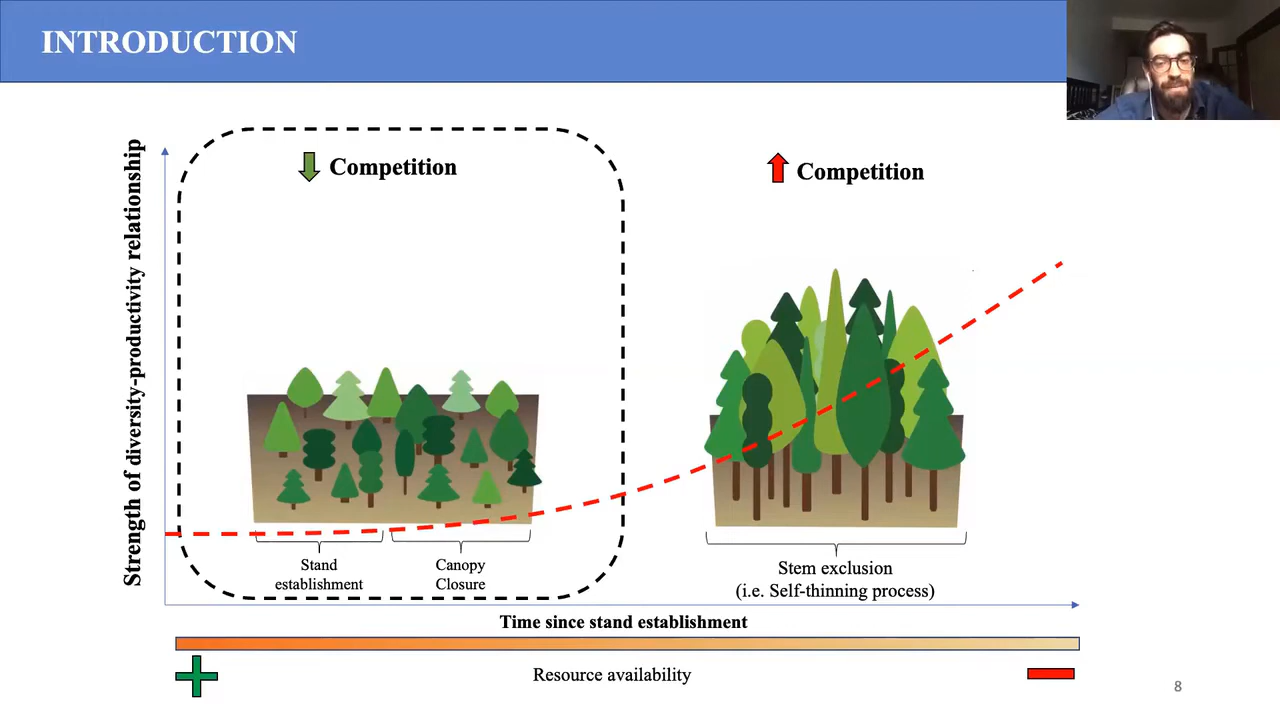 INTRODUCTION
Strength of diversity-productivity relationship
Competition
Competition
Stand
establishment
Canopy
Closure
Stem exclusion
(i.e. Self-thinning process)
Time since stand establishment
Resource availability
8